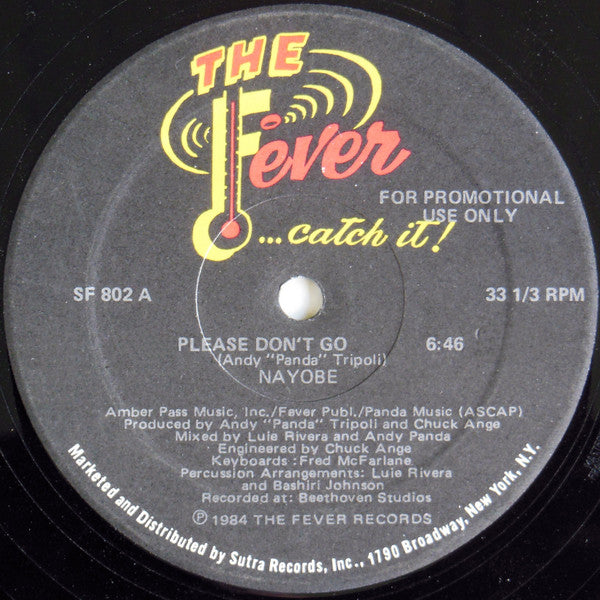 THE
Fever
...catch it!
FOR PROMOTIONAL
USE ONLY
SF 802 A
33 1/3 RPM
PLEASE DON'T GO 6:46
(Andy "Panda" Tripoli)
NAYOBE
Amber Pass Music, Inc./Fever Publ./Panda Music (ASCAP)
Produced by Andy "Panda" Tripoli and Chuck Ange
Mixed by Luie Rivera and Andy Panda
Engineered by Chuck Ange
Keyboards : Fred McFarlane
Percussion Arrangements: Luie Rivera
and Bashiri Johnson
Recorded at: Beethoven Studios
℗ 1984 THE FEVER RECORDS
Marketed and Distributed by Sutra Records, Inc., 1790 Broadway, New York, N.Y.